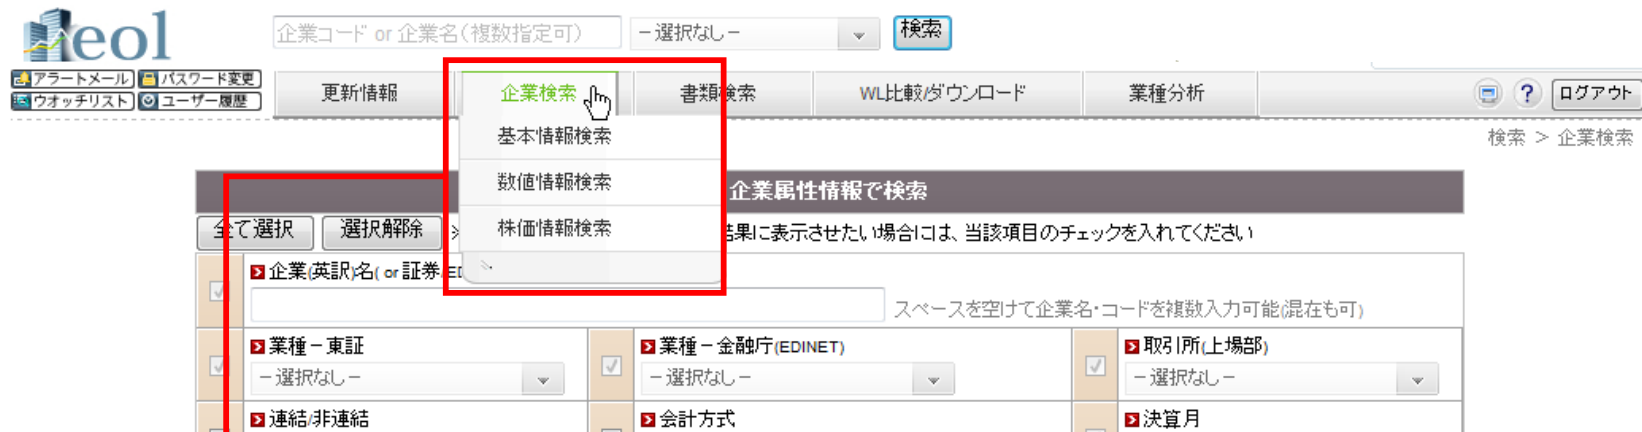 eol
企業コード or 企業名(複数指定可)
－選択なし－
検索
アラートメール
パスワード変更
ウオッチリスト
ユーザー履歴
更新情報
企業検索
書類検索
WL比較/ダウンロード
業種分析
?
ログアウト
基本情報検索
数値情報検索
株価情報検索
検索 > 企業検索
企業属性情報で検索
全て選択
選択解除
結果に表示させたい場合には、当該項目のチェックを入れてください
企業(英訳)名( or 証券/ED
スペースを空けて企業名・コードを複数入力可能(混在も可)
業種－東証
－選択なし－
業種－金融庁(EDINET)
－選択なし－
取引所(上場部)
－選択なし－
連結/非連結
会計方式
決算月